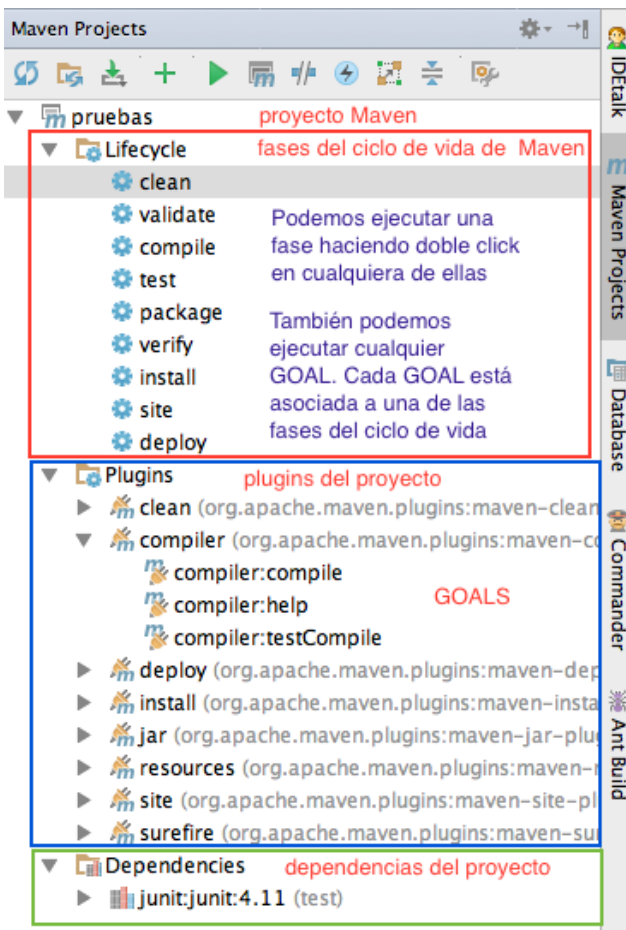 Maven Projects
pruebas proyecto Maven
Lifecycle fases del ciclo de vida de Maven
clean
validate
compile
test
package
verify
install
site
deploy
Podemos ejecutar una
fase haciendo doble click
en cualquiera de ellas
También podemos
ejecutar cualquier
GOAL. Cada GOAL está
asociada a una de las
fases del ciclo de vida
Plugins plugins del proyecto
clean (org.apache.maven.plugins:maven-clean
compiler (org.apache.maven.plugins:maven-co
compiler:compile
compiler:help
compiler:testCompile
GOALS
deploy (org.apache.maven.plugins:maven-dep
install (org.apache.maven.plugins:maven-insta
jar (org.apache.maven.plugins:maven-jar-plu
resources (org.apache.maven.plugins:maven-r
site (org.apache.maven.plugins:maven-site-pl
surefire (org.apache.maven.plugins:maven-su
Dependencies dependencias del proyecto
junit:junit:4.11 (test)
IDEtalk
Maven Projects
Database
Commander
Ant Build